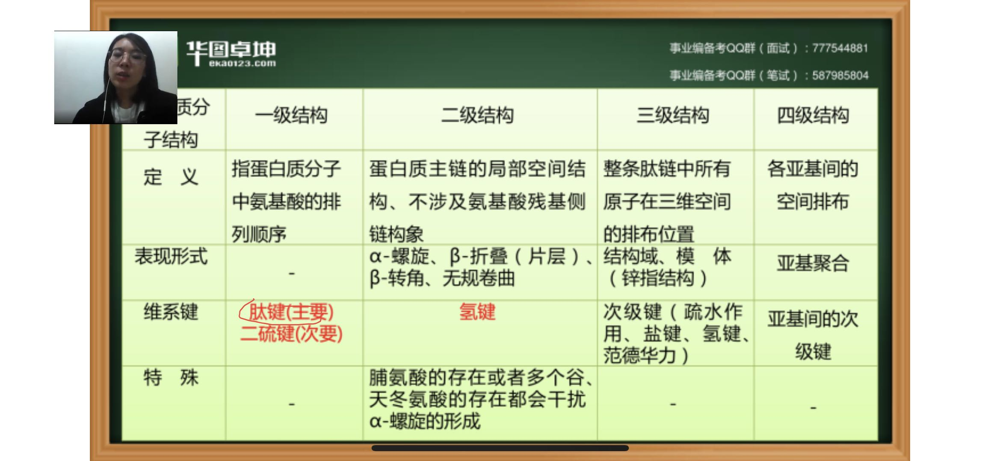 华图卓坤
eкao123.com
事业编备考QQ群（面试）：777544881
事业编备考QQ群（笔试）：587985804
质分
子结构
一级结构
二级结构
三级结构
四级结构
定 义
指蛋白质分子
中氨基酸的排
列顺序
蛋白质主链的局部空间结
构、不涉及氨基酸残基侧
链构象
整条肽链中所有
原子在三维空间
的排布位置
各亚基间的
空间排布
表现形式
-
α-螺旋、β-折叠（片层）、
β-转角、无规卷曲
结构域、模 体
（锌指结构）
亚基聚合
维系键
肽键(主要)
二硫键(次要)
氢键
次级键（疏水作
用、盐键、氢键、
范德华力）
亚基间的次
级键
特 殊
-
脯氨酸的存在或者多个谷、
天冬氨酸的存在都会干扰
α-螺旋的形成
-
-